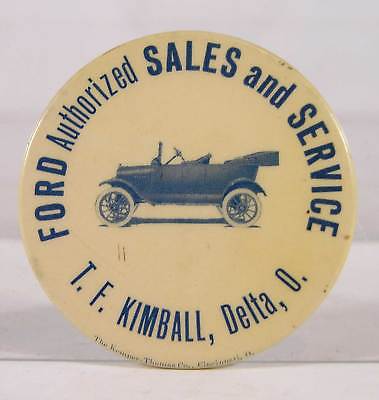 FORD Authorized SALES and SERVICE
T. F. KIMBALL, Delta, O.
The Kemper-Thomas Co., Cincinnati, O.